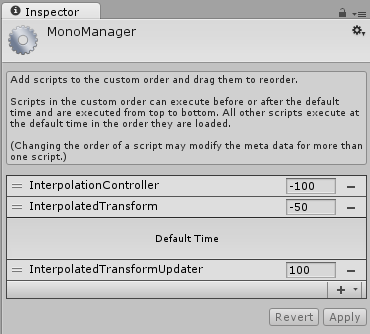 Inspector
MonoManager
Add scripts to the custom order and drag them to reorder.
Scripts in the custom order can execute before or after the default
time and are executed from top to bottom. All other scripts execute at
the default time in the order they are loaded.
(Changing the order of a script may modify the meta data for more than
one script.)
InterpolationController -100
InterpolatedTransform -50
Default Time
InterpolatedTransformUpdater 100
Revert Apply